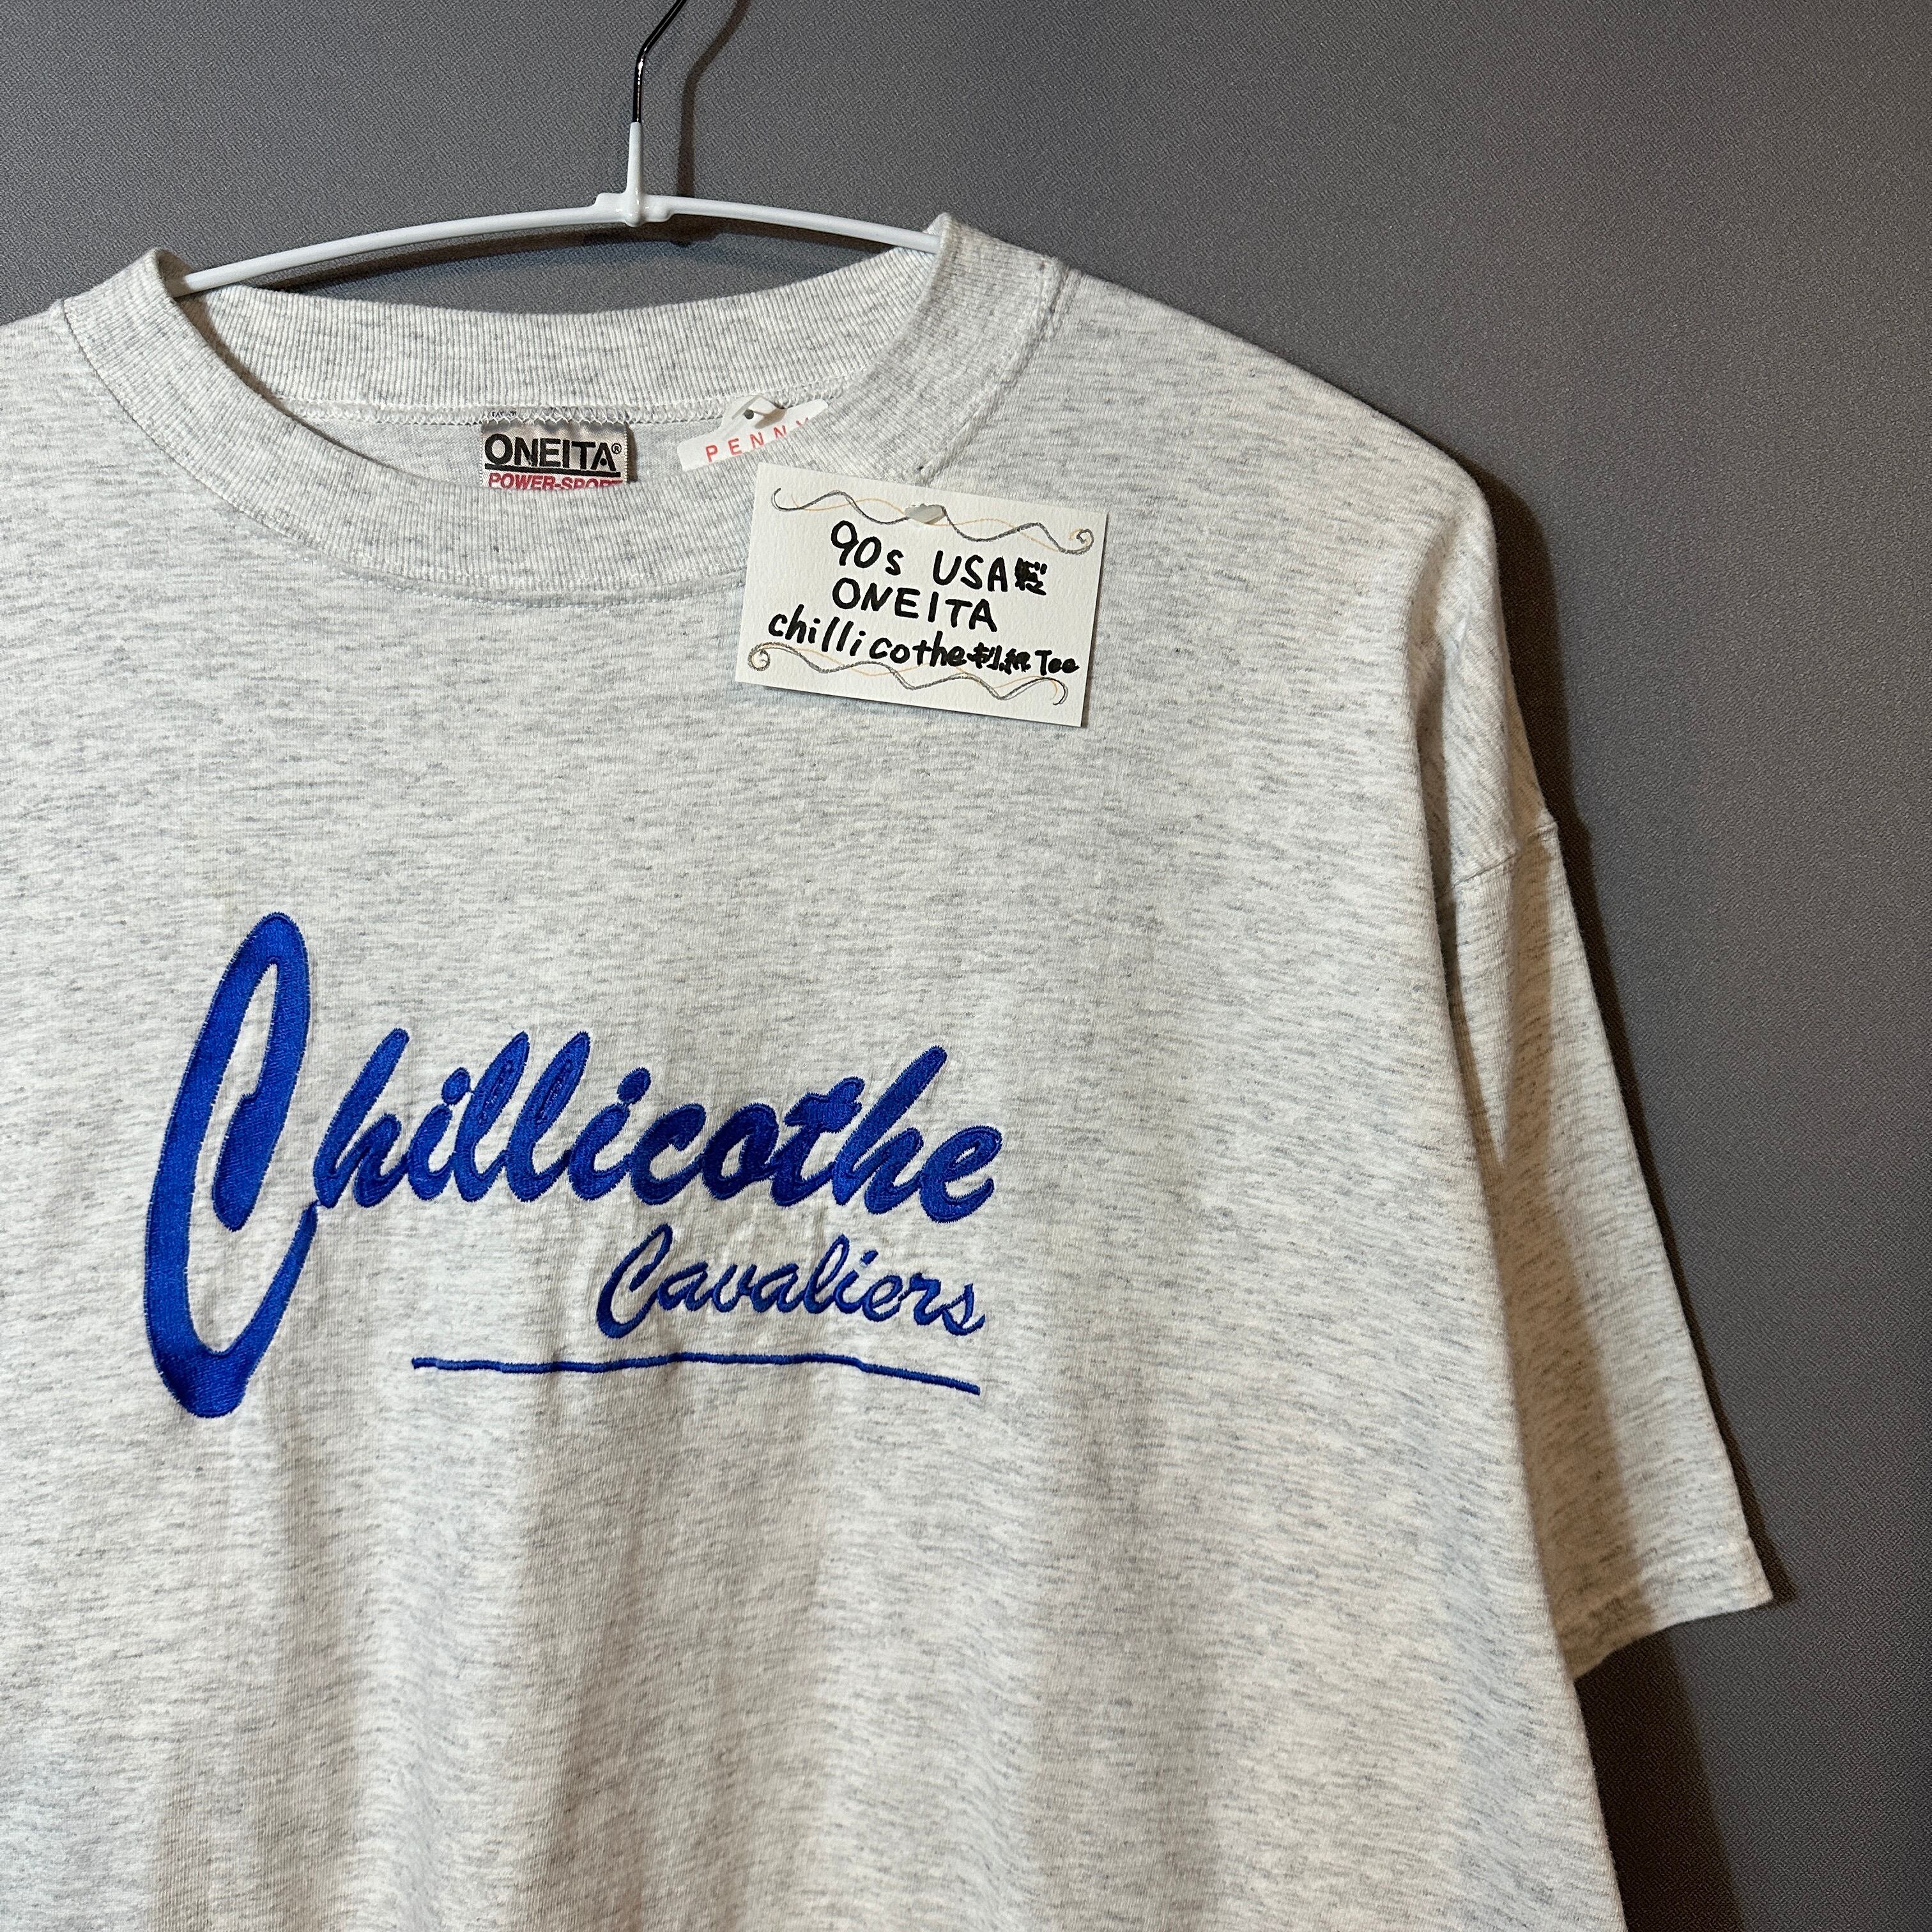 ONEITA®
POWER-SPORT
PENNY
90s USA製
ONEITA
chillicothe刺繍Tee
Chillicothe
Cavaliers